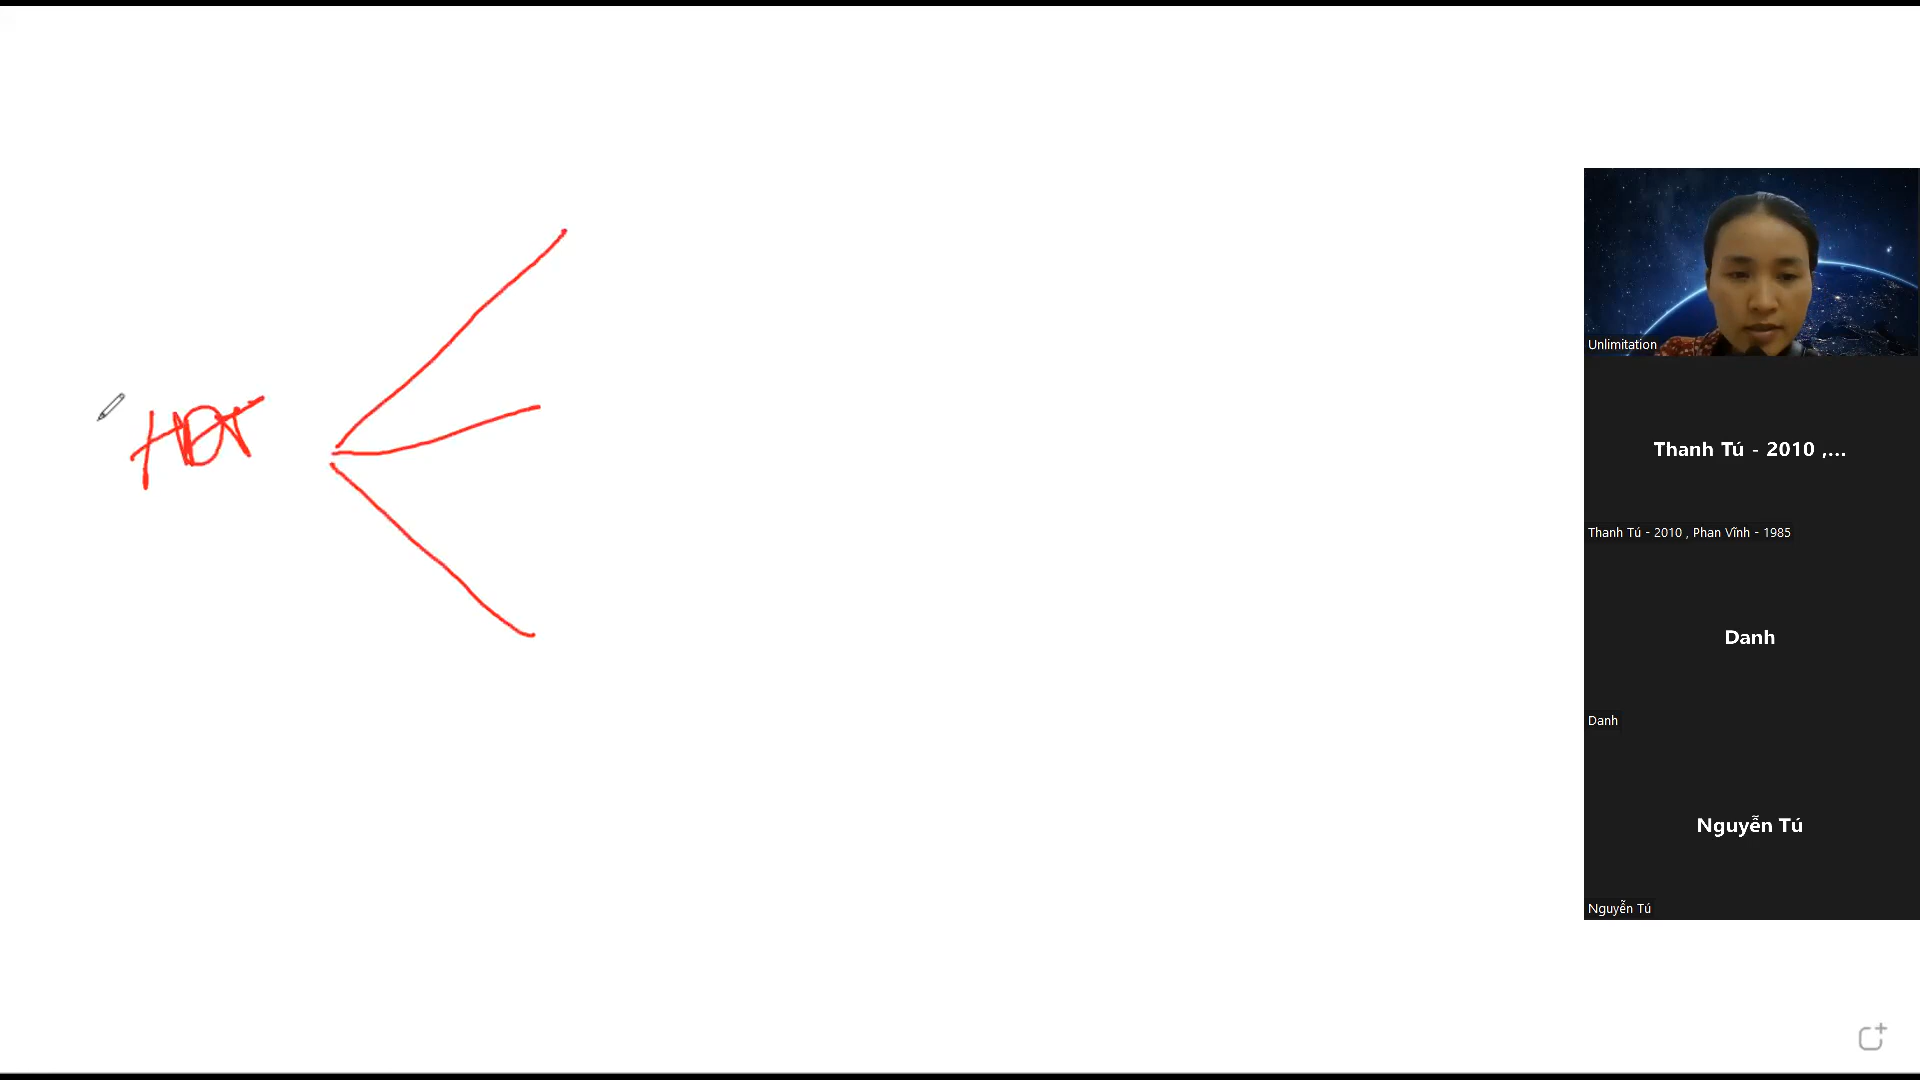 Unlimitation
Thanh Tú - 2010 ,...
Thanh Tú - 2010 , Phan Vĩnh - 1985
Danh
Danh
Nguyễn Tú
Nguyễn Tú